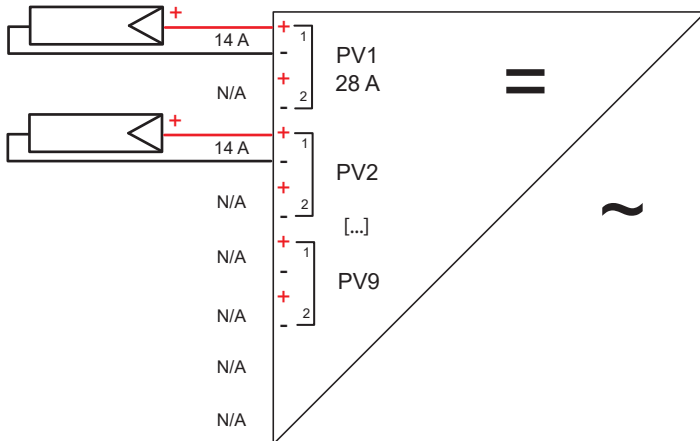 +
14 A
+ 1
-
PV1
28 A
N/A
+
- 2
=
+
14 A
+ 1
-
PV2
N/A
+
- 2
~
[...]
N/A
+ 1
-
PV9
+
N/A
- 2
N/A
N/A